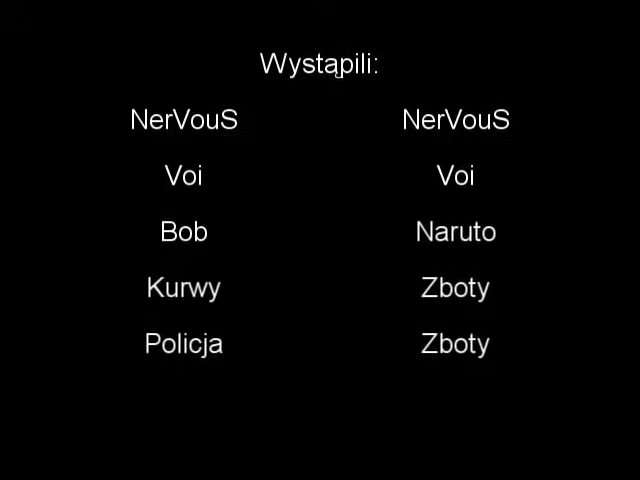 Wystąpili:
NerVouS NerVouS
Voi Voi
Bob Naruto
Kurwy Zboty
Policja Zboty